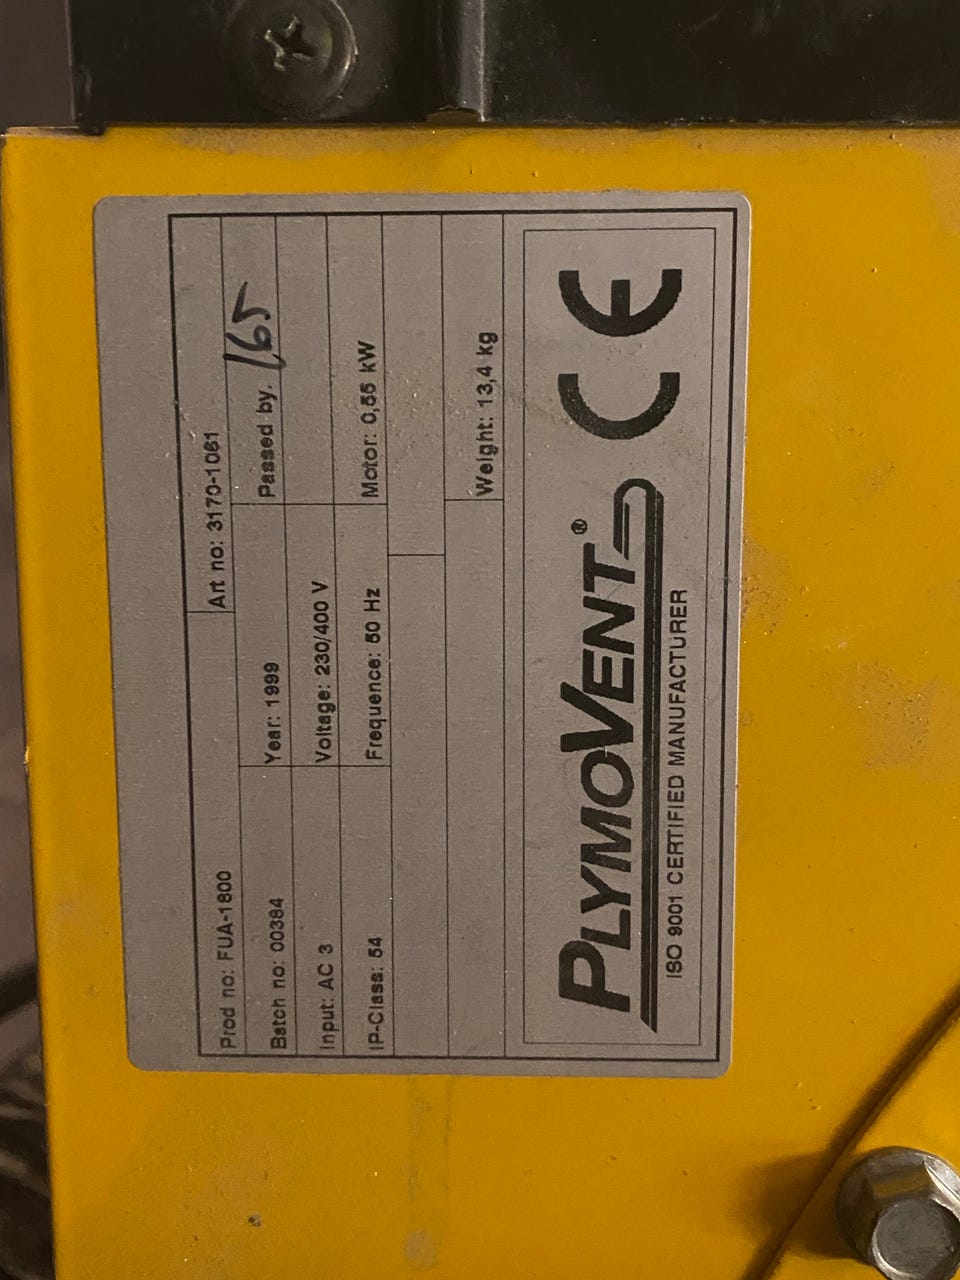 Prod no: FUA-1800 Art no: 3170-1061
Batch no: 00384 Year: 1999 Passed by. 165
Input: AC 3 Voltage: 230/400 V
IP-Class: 54 Frequence: 50 Hz Motor: 0,55 kW
Weight: 13,4 kg
PLYMOVENT® CE
ISO 9001 CERTIFIED MANUFACTURER